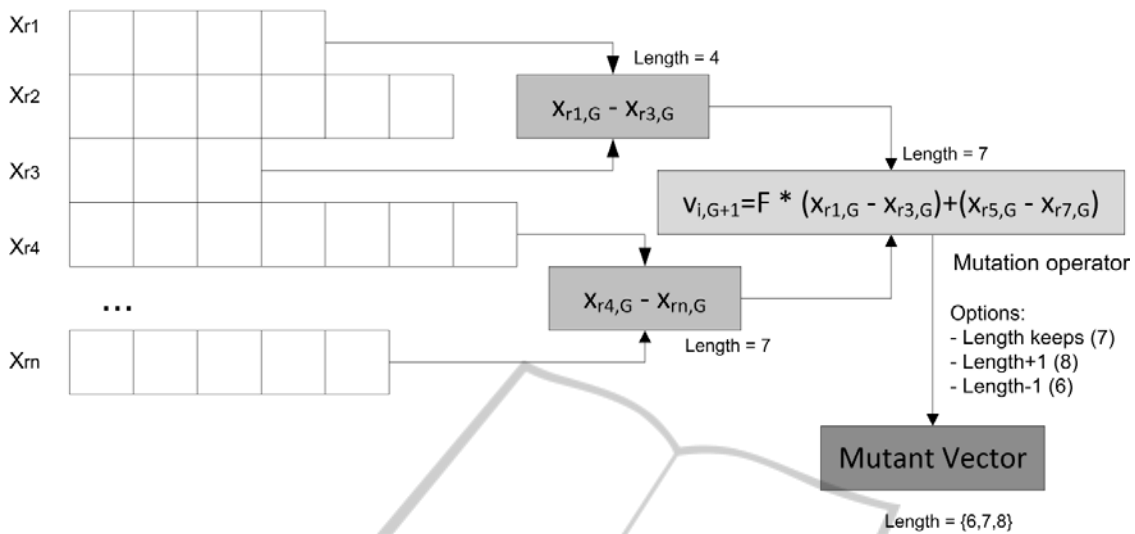 Xr1
Length = 4
Xr2
xr1,G - xr3,G
Length = 7
Xr3
vi,G+1=F * (xr1,G - xr3,G)+(xr5,G - xr7,G)
Xr4
Mutation operator
xr4,G - xrn,G
...
Options:
- Length keeps (7)
Length = 7
- Length+1 (8)
Xrn
- Length-1 (6)
Mutant Vector
Length = {6,7,8}